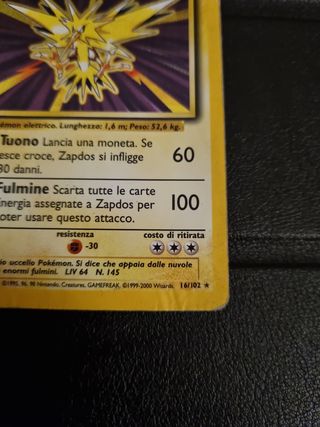 émon elettrico. Lunghezza: 1,6 m; Peso: 52,6 kg.
Tuono Lancia una moneta. Se
esce croce, Zapdos si infligge 60
30 danni.
Fulmine Scarta tutte le carte
Energia assegnate a Zapdos per 100
poter usare questo attacco.
resistenza costo di ritirata
-30
io uccello Pokémon. Si dice che appaia dalle nuvole
enormi fulmini. LIV 64 N. 145
©1995, 96, 98 Nintendo, Creatures, GAMEFREAK. ©1999-2000 Wizards. 16/102 ★